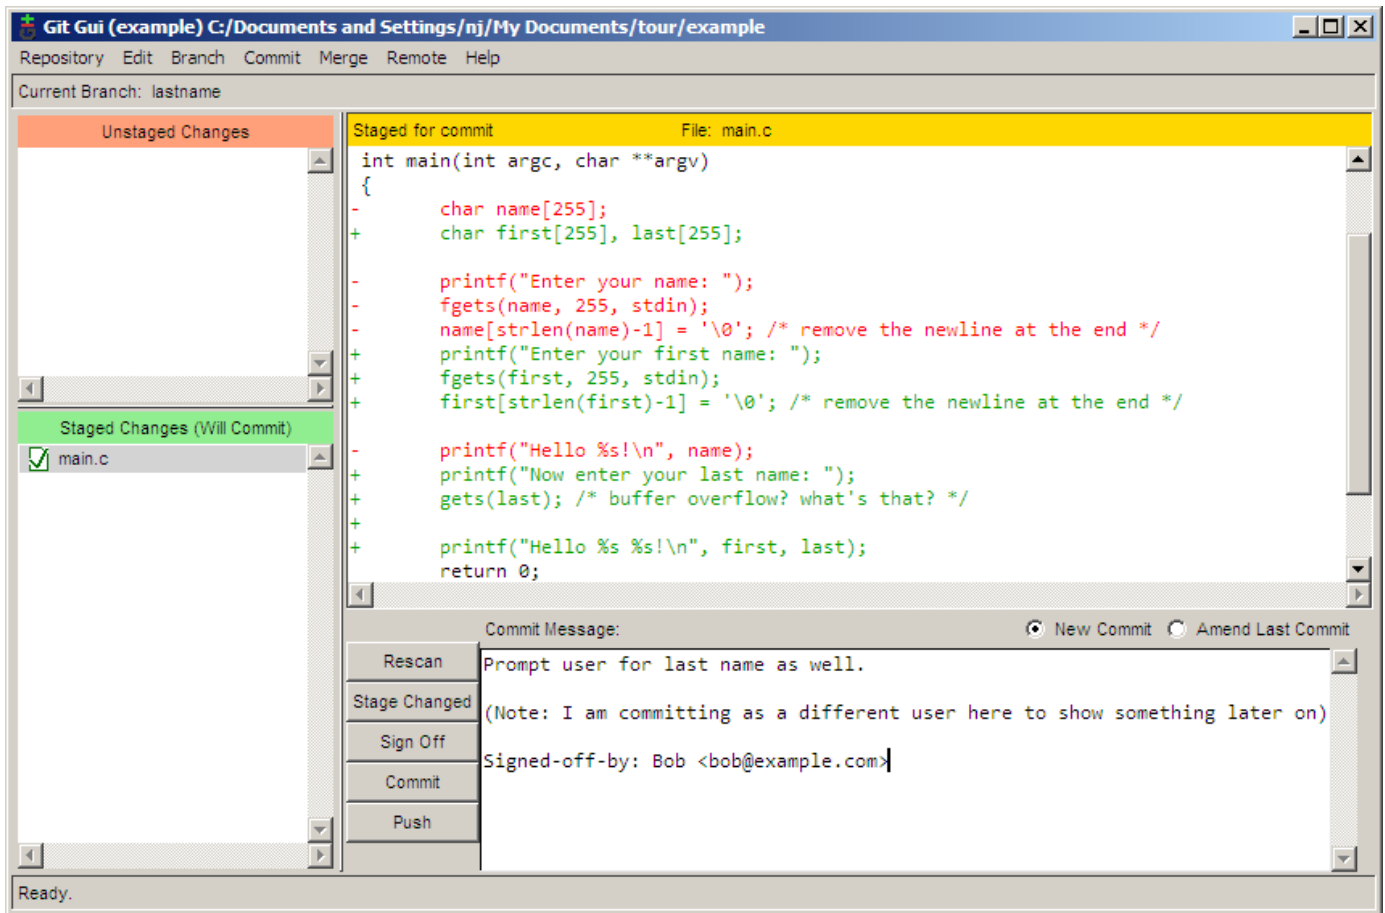 Git Gui (example) C:/Documents and Settings/nj/My Documents/tour/example
Repository Edit Branch Commit Merge Remote Help
Current Branch: lastname
Unstaged Changes
Staged Changes (Will Commit)
main.c
Staged for commit File: main.c
int main(int argc, char **argv)
{
- char name[255];
+ char first[255], last[255];
- printf("Enter your name: ");
- fgets(name, 255, stdin);
- name[strlen(name)-1] = '\0'; /* remove the newline at the end */
+ printf("Enter your first name: ");
+ fgets(first, 255, stdin);
+ first[strlen(first)-1] = '\0'; /* remove the newline at the end */
- printf("Hello %s!\n", name);
+ printf("Now enter your last name: ");
+ gets(last); /* buffer overflow? what's that? */
+
+ printf("Hello %s %s!\n", first, last);
return 0;
Commit Message:
New Commit Amend Last Commit
Rescan
Stage Changed
Sign Off
Commit
Push
Prompt user for last name as well.
(Note: I am committing as a different user here to show something later on)
Signed-off-by: Bob <bob@example.com>
Ready.